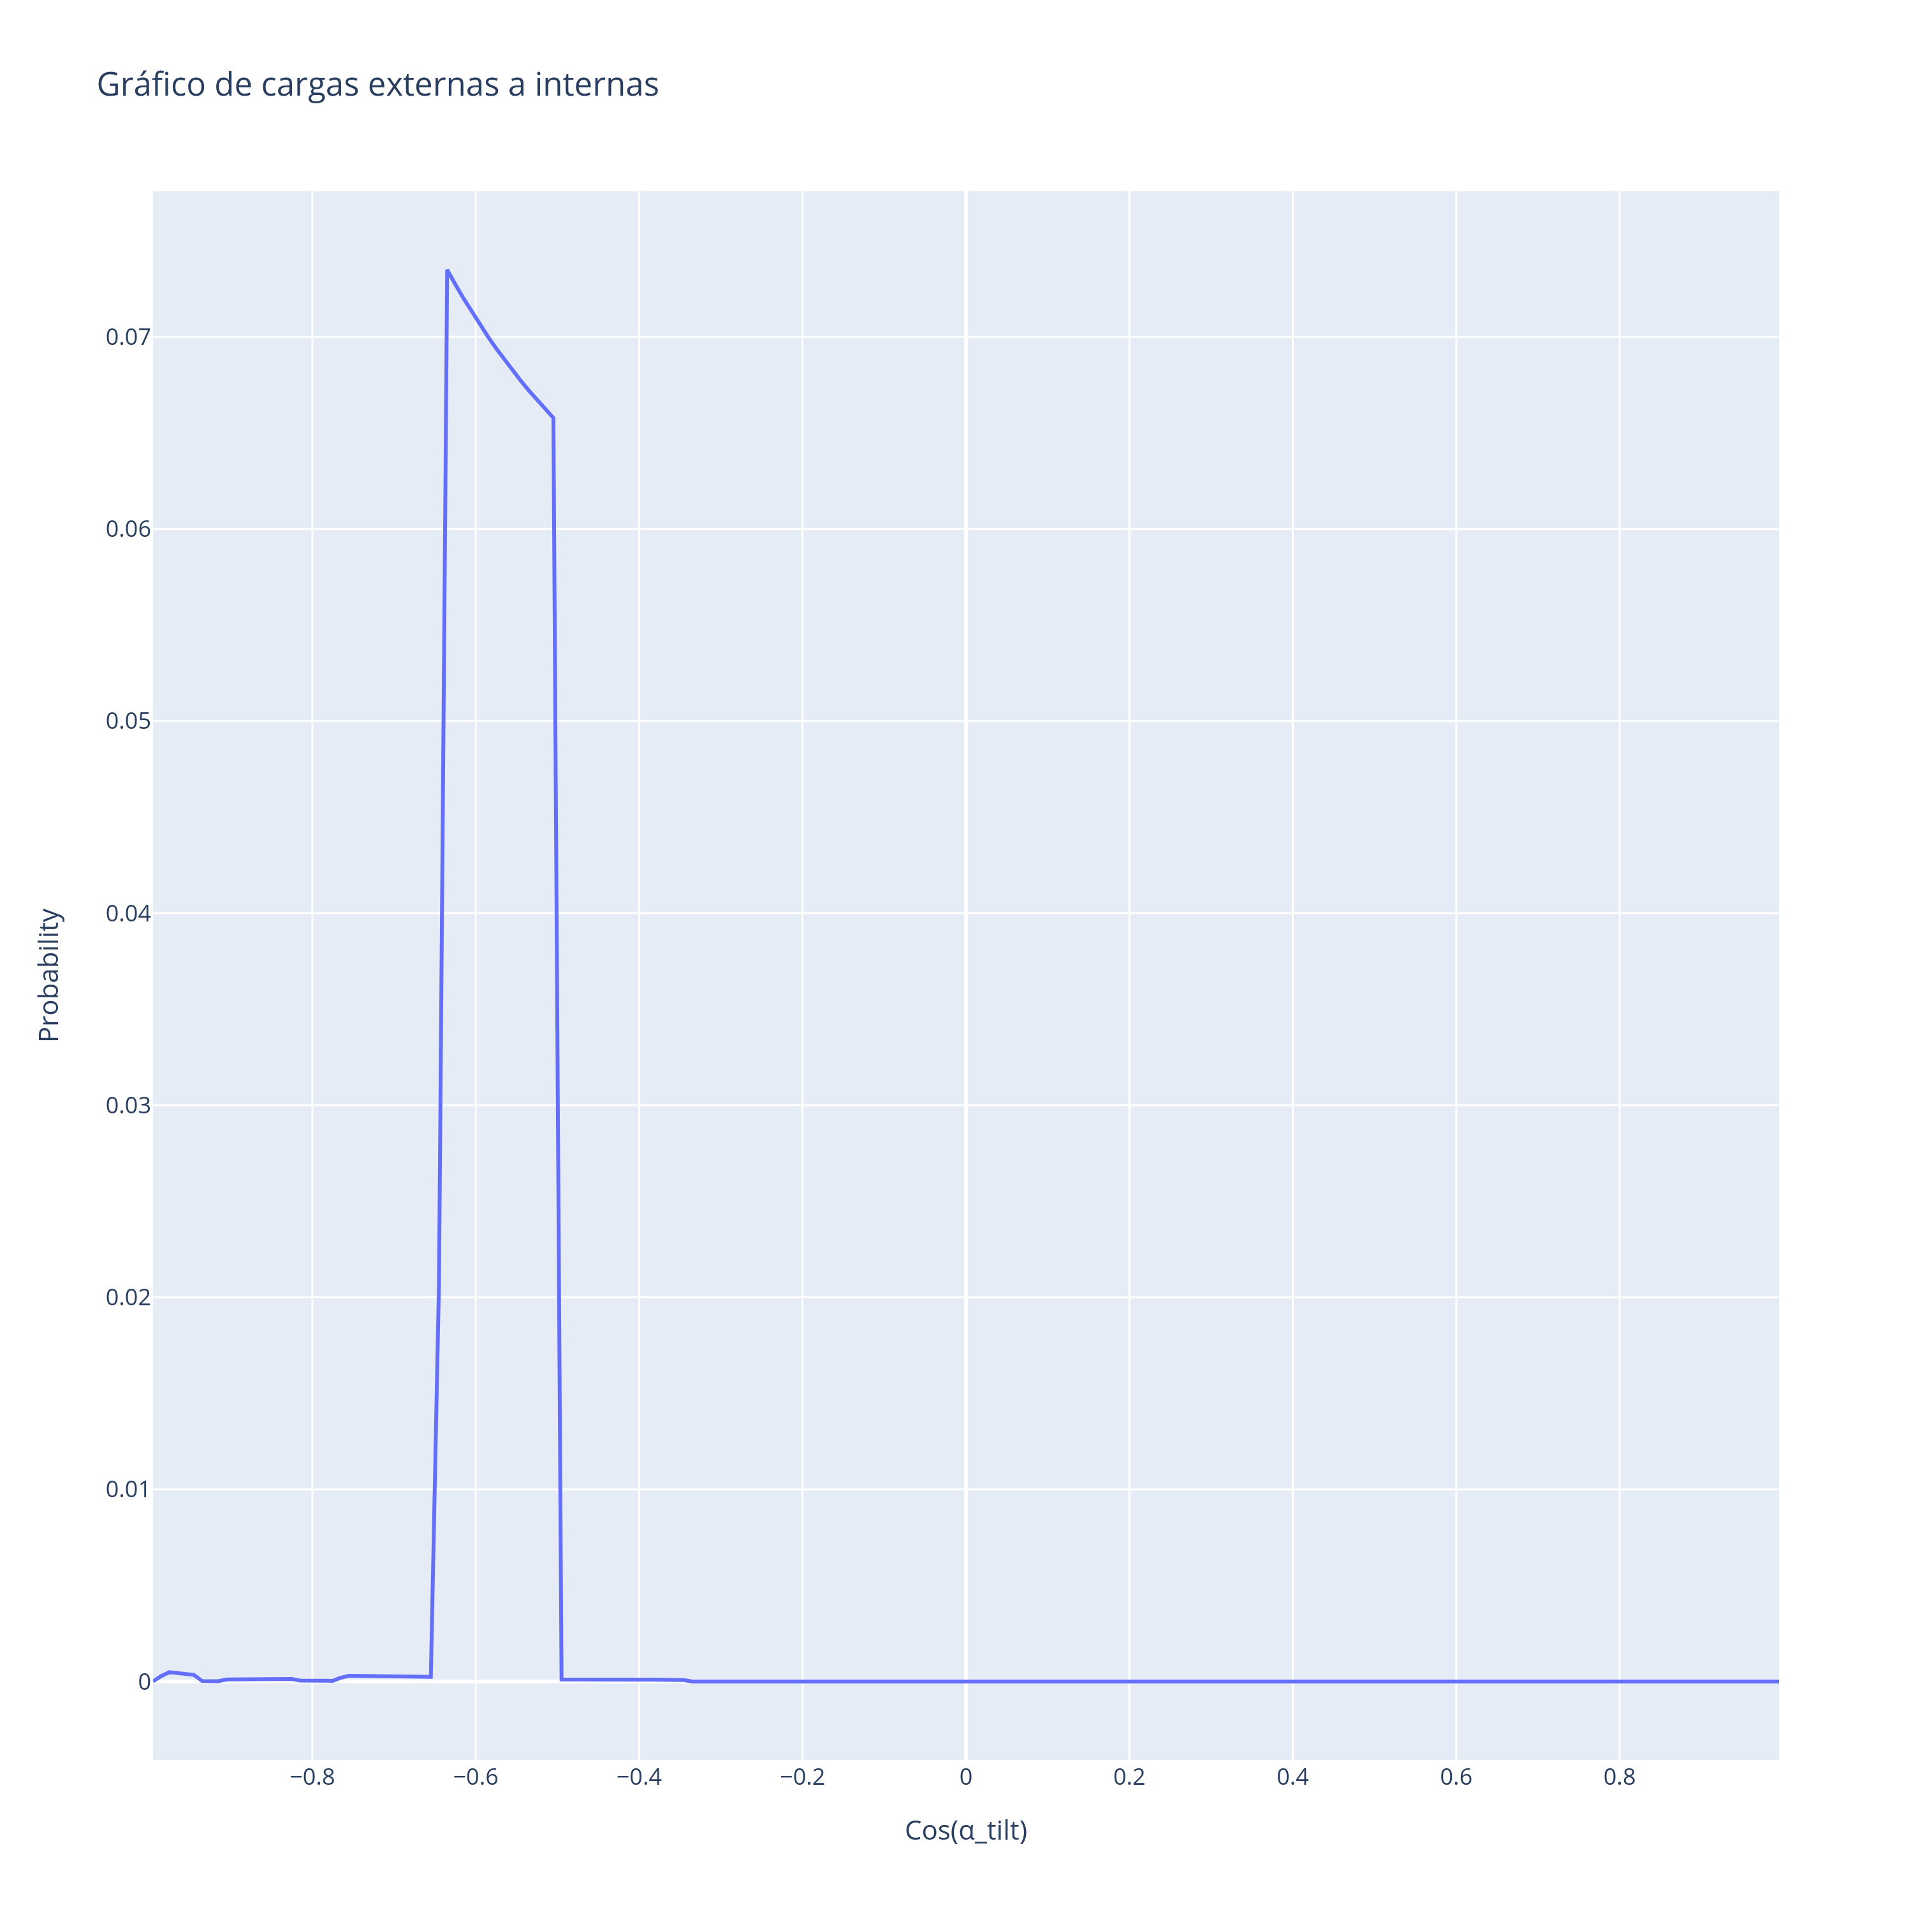 Gráfico de cargas externas a internas
0.07
0.06
0.05
0.04
0.03
0.02
0.01
0
Probability
−0.8 −0.6 −0.4 −0.2 0 0.2 0.4 0.6 0.8
Cos(α_tilt)